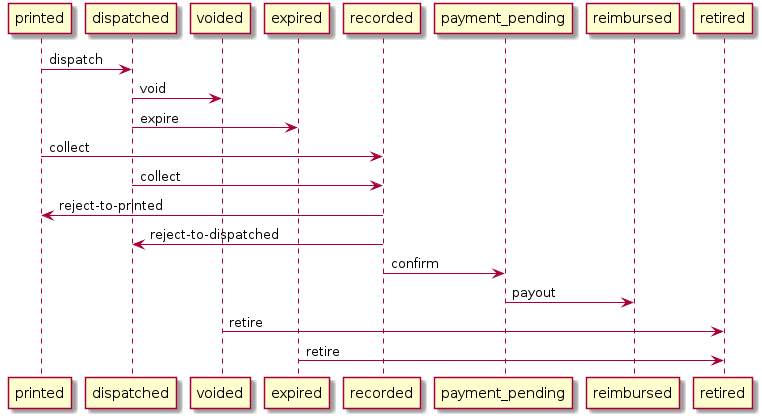 printed dispatched voided expired recorded payment_pending reimbursed retired
dispatch
void
expire
collect
collect
reject-to-printed
reject-to-dispatched
confirm
payout
retire
retire
printed dispatched voided expired recorded payment_pending reimbursed retired